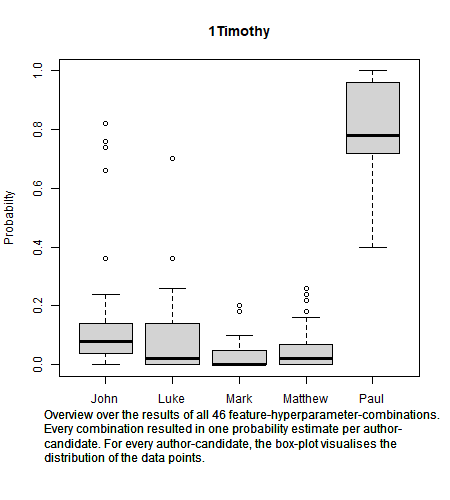 1Timothy
Probabilty
1.0
0.8
0.6
0.4
0.2
0.0
John Luke Mark Matthew Paul
Overview over the results of all 46 feature-hyperparameter-combinations.
Every combination resulted in one probability estimate per author-
candidate. For every author-candidate, the box-plot visualises the
distribution of the data points.